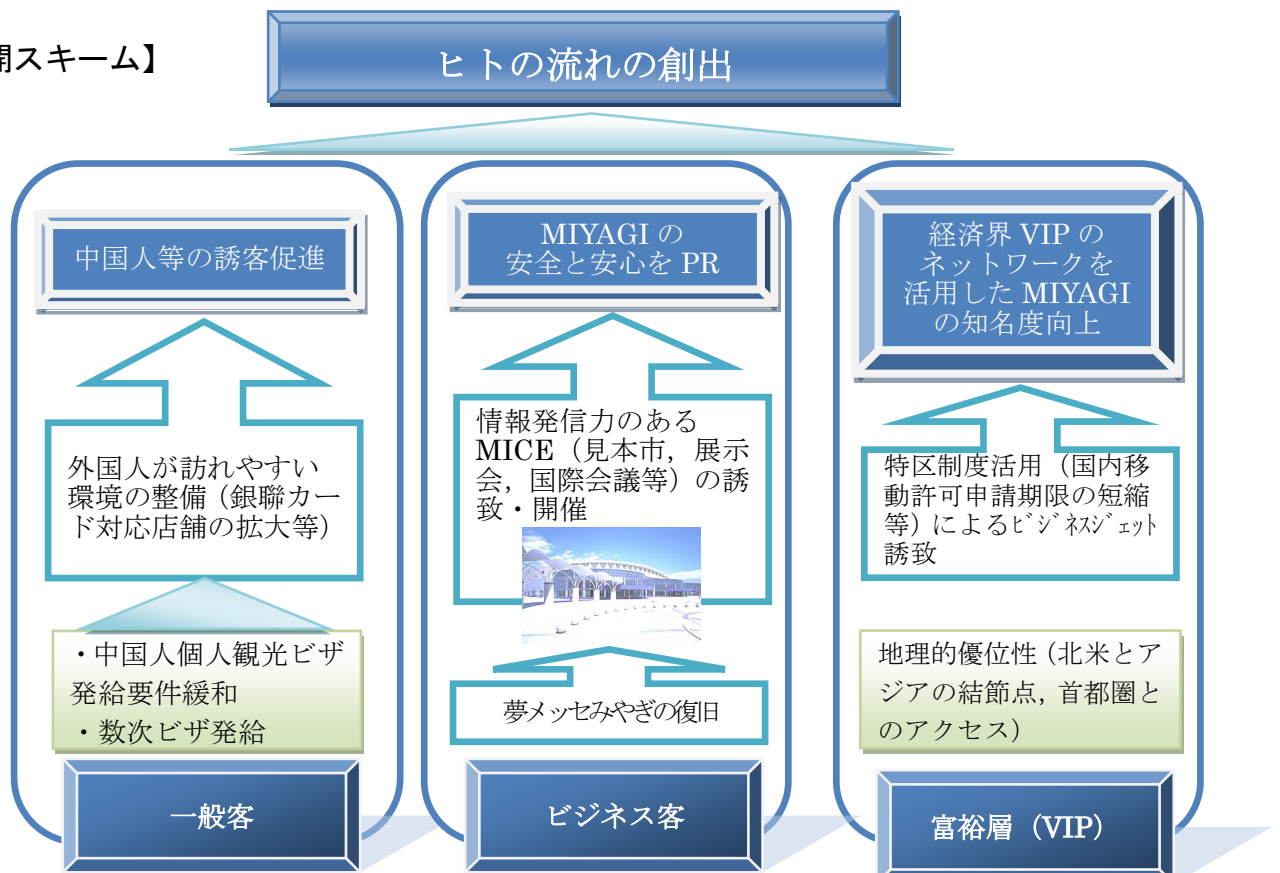 開スキーム】
ヒトの流れの創出
中国人等の誘客促進
外国人が訪れやすい
環境の整備（銀聯カー
ド対応店舗の拡大等）
・中国人個人観光ビザ
発給要件緩和
・数次ビザ発給
一般客
MIYAGI の
安全と安心を PR
情報発信力のある
MICE（見本市，展示
会，国際会議等）の誘
致・開催
夢メッセみやぎの復旧
ビジネス客
経済界 VIP の
ネットワークを
活用した MIYAGI
の知名度向上
特区制度活用（国内移
動許可申請期限の短縮
等）によるﾋﾞｼﾞﾈｽｼﾞｪｯﾄ
誘致
地理的優位性（北米とア
ジアの結節点，首都圏と
のアクセス）
富裕層（VIP）